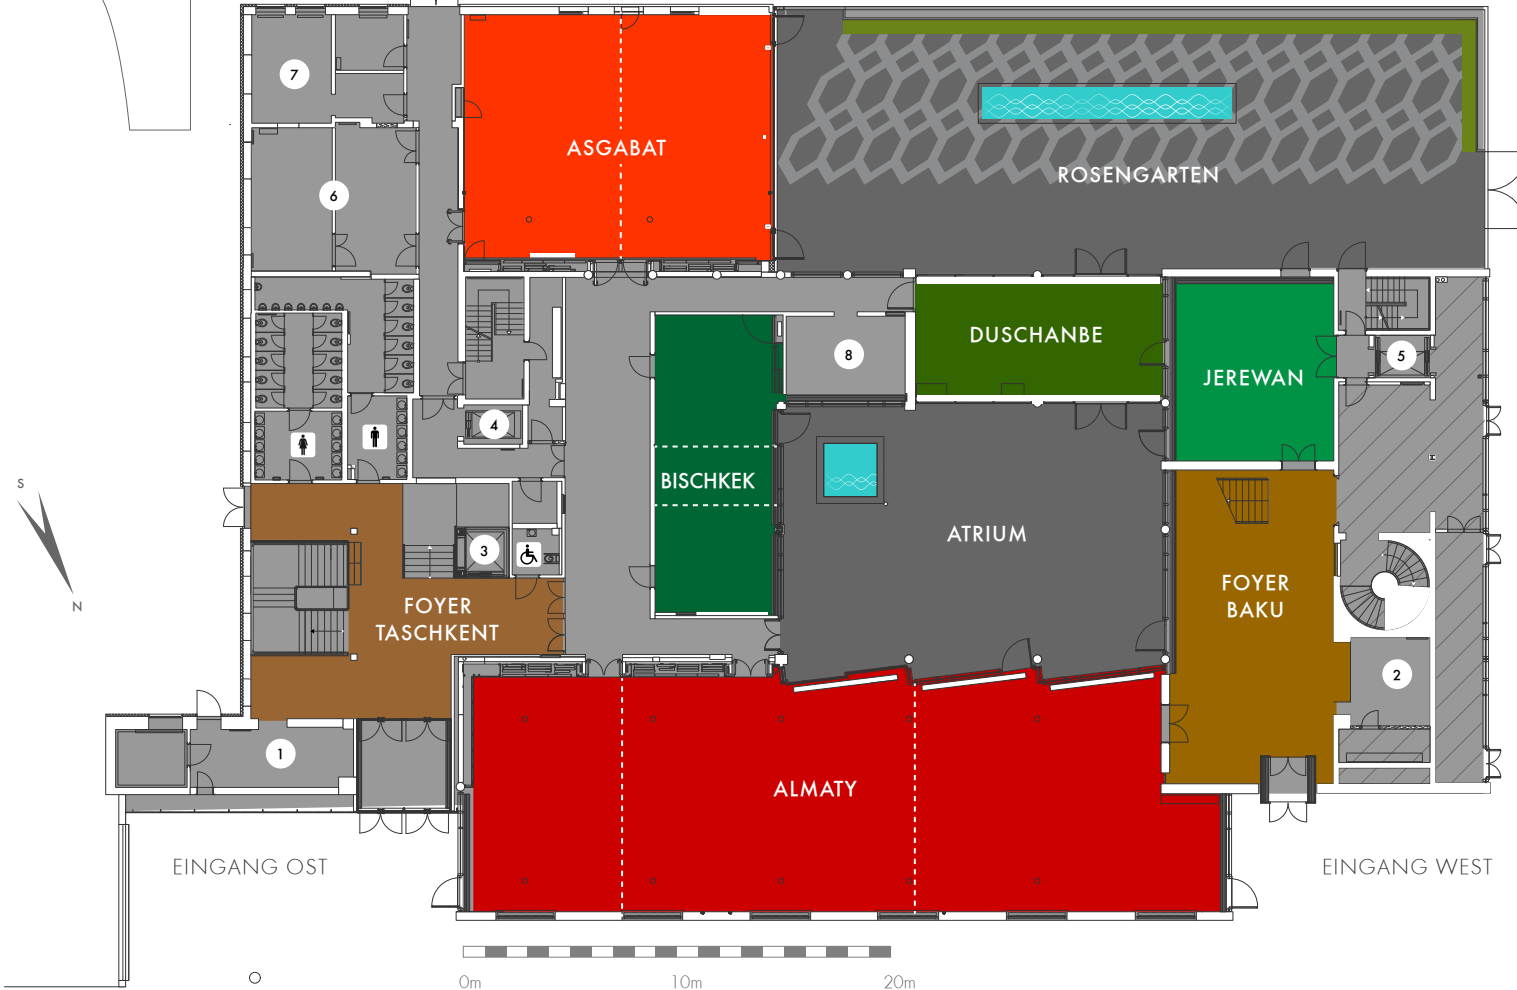 7
ASGABAT
ROSENGARTEN
6
DUSCHANBE
8
5
JEREWAN
4
BISCHKEK
S
N
ATRIUM
3
FOYER
TASCHKENT
FOYER
BAKU
2
1
ALMATY
EINGANG OST
EINGANG WEST
0m 10m 20m